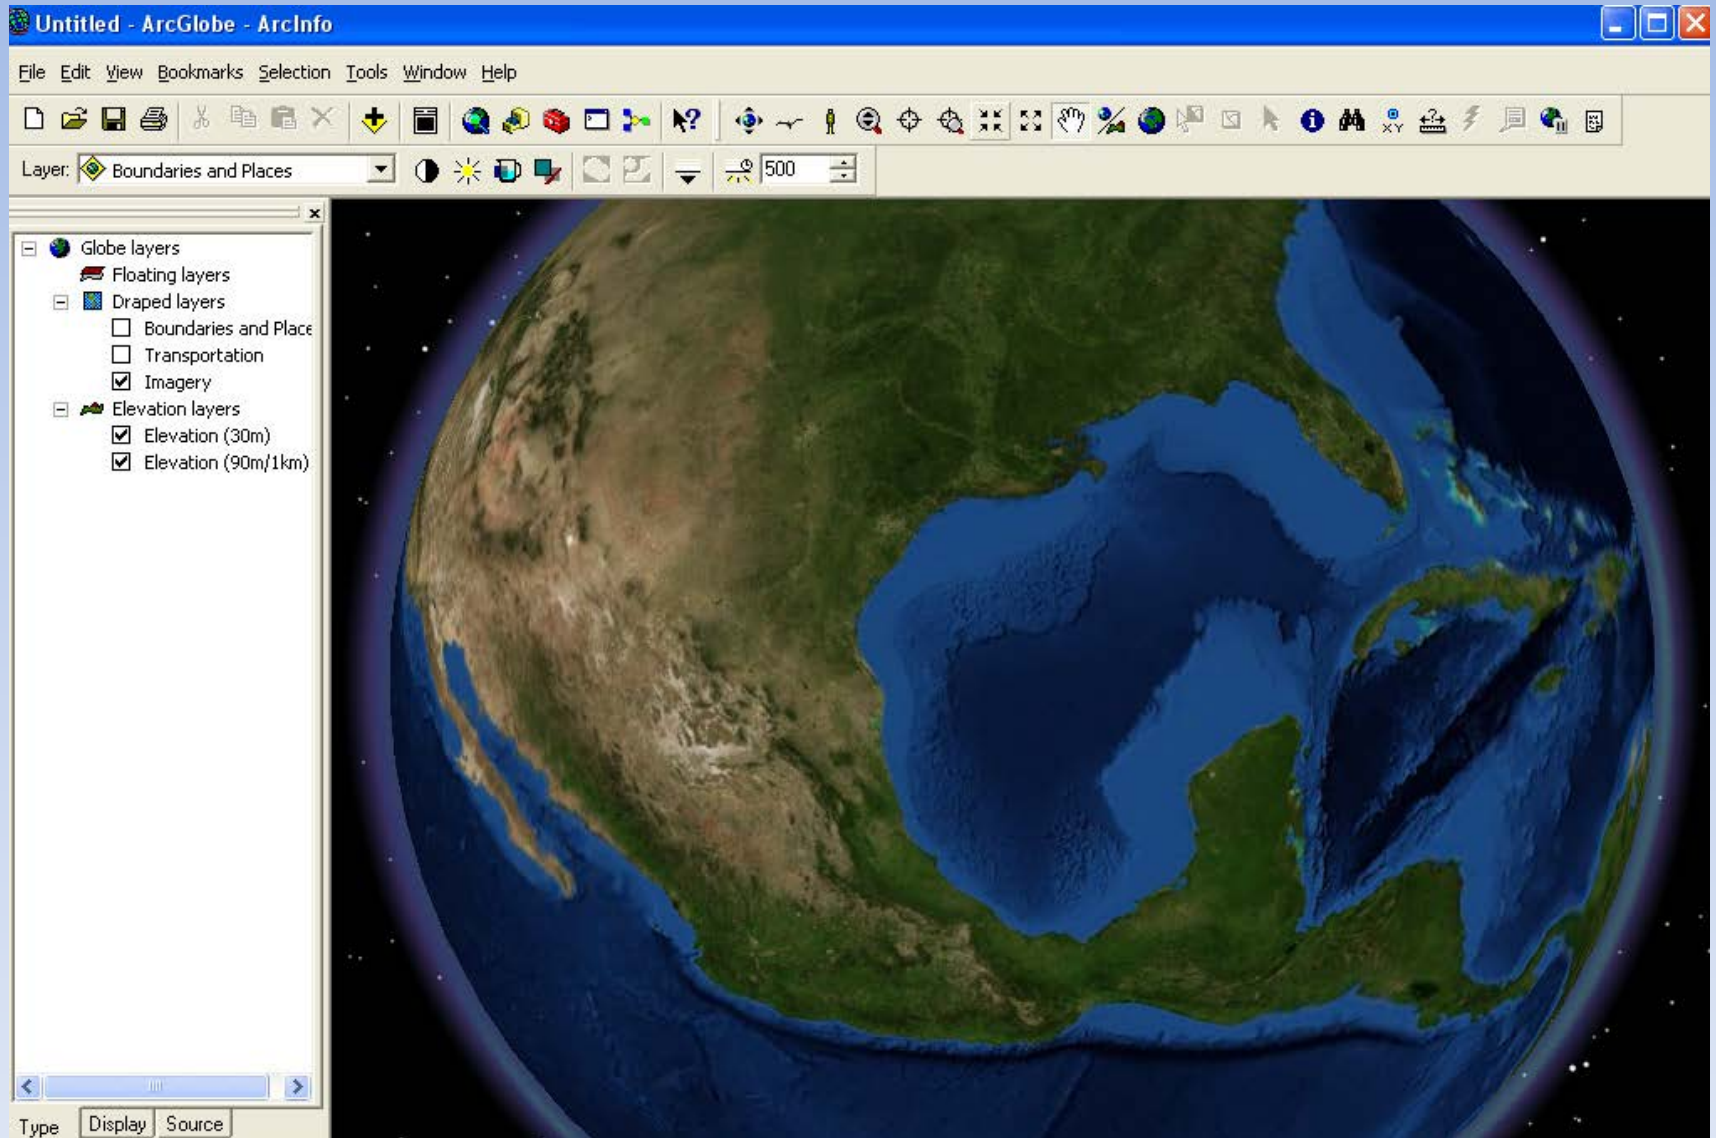 Untitled - ArcGlobe - ArcInfo
File Edit View Bookmarks Selection Tools Window Help
XY
Layer: Boundaries and Places 500
Globe layers
Floating layers
Draped layers
Boundaries and Place
Transportation
Imagery
Elevation layers
Elevation (30m)
Elevation (90m/1km)
Type Display Source